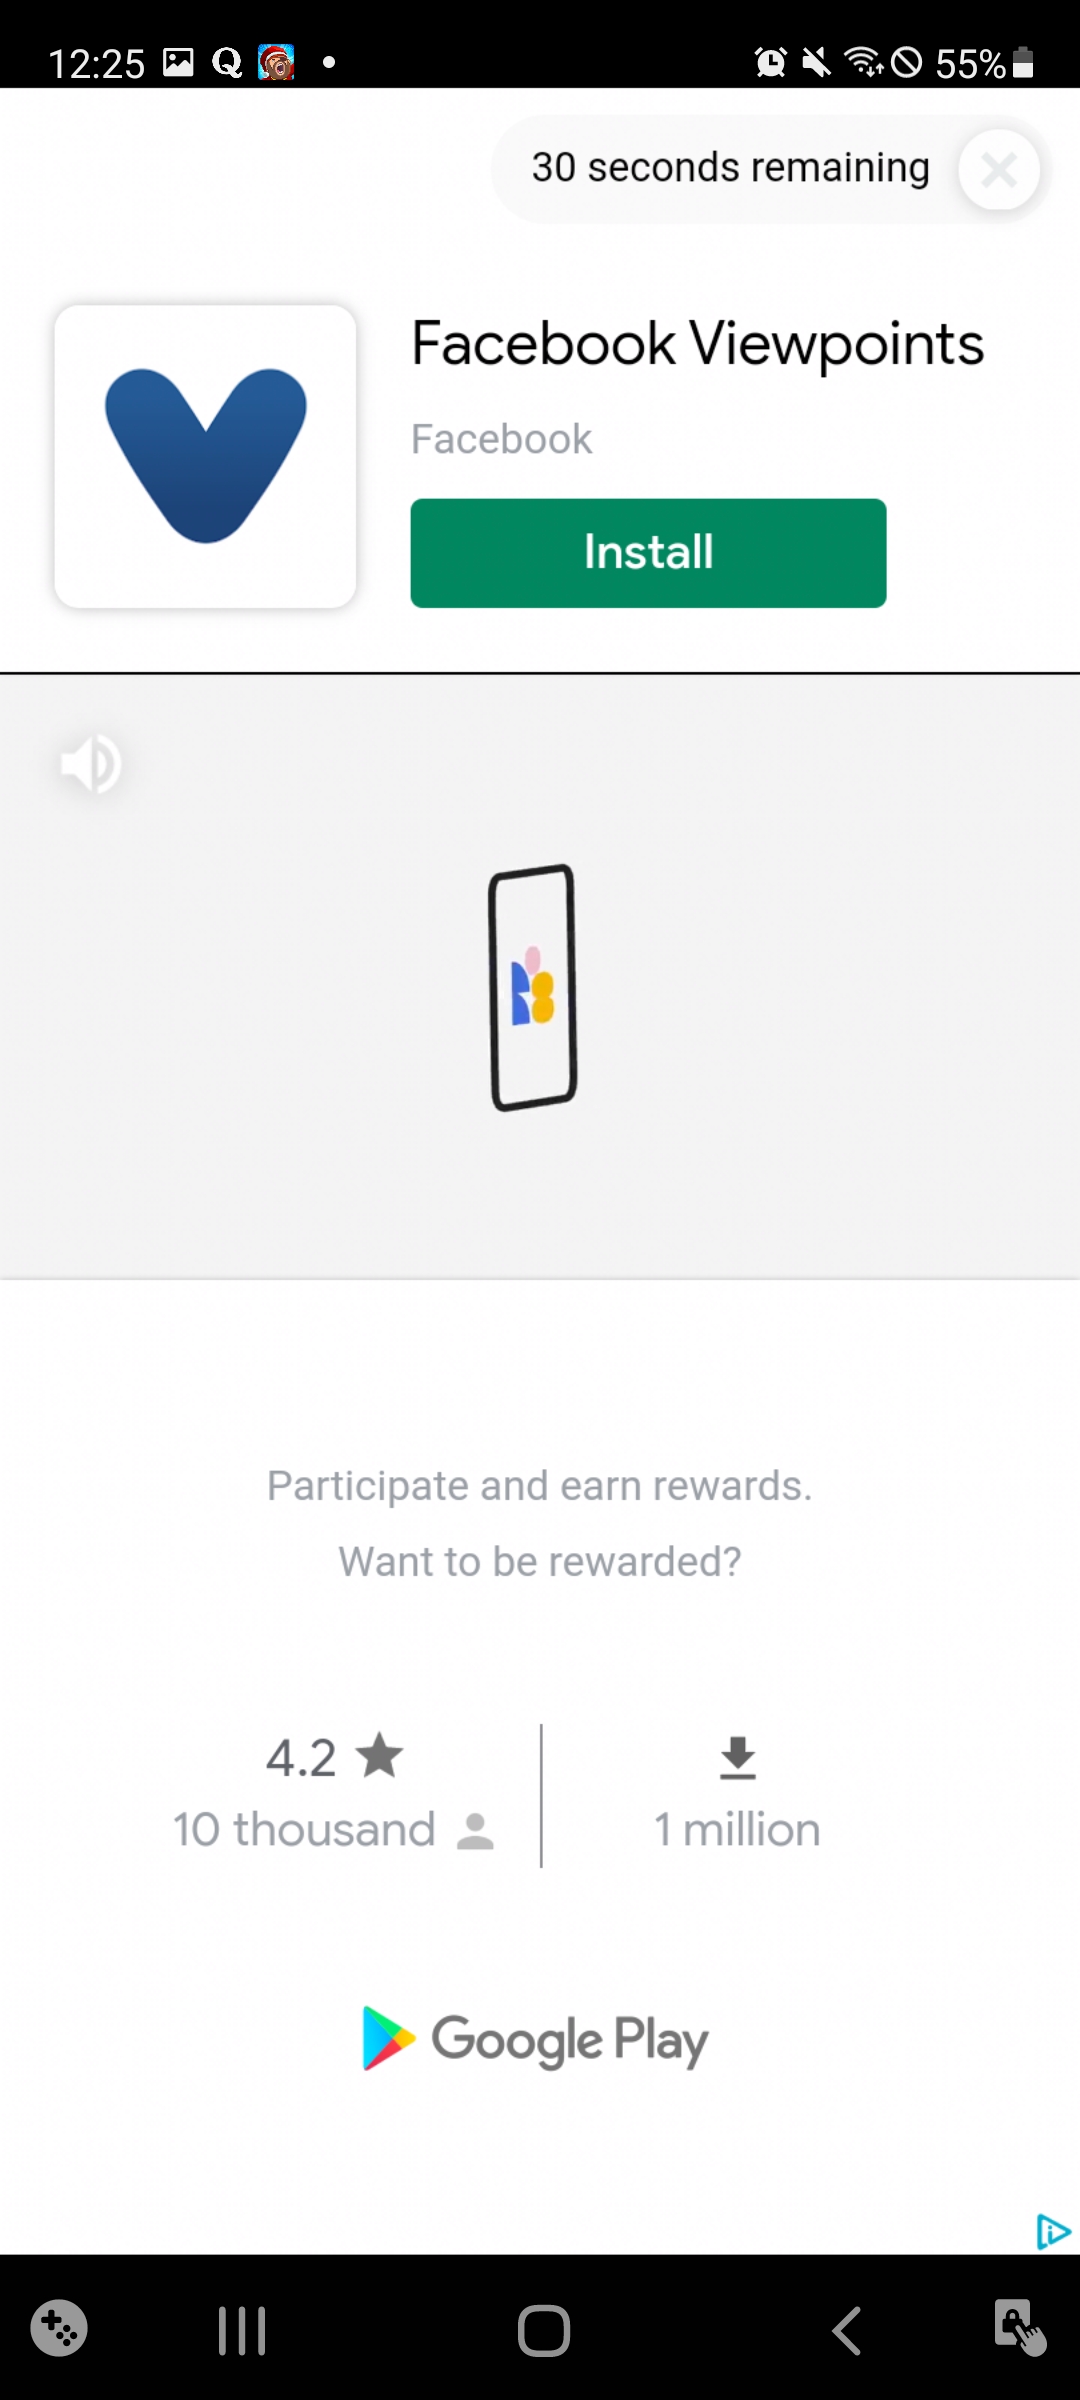 12:25 Q 55%
30 seconds remaining
Facebook Viewpoints
Facebook
Install
Participate and earn rewards.
Want to be rewarded?
4.2
10 thousand
1 million
Google Play